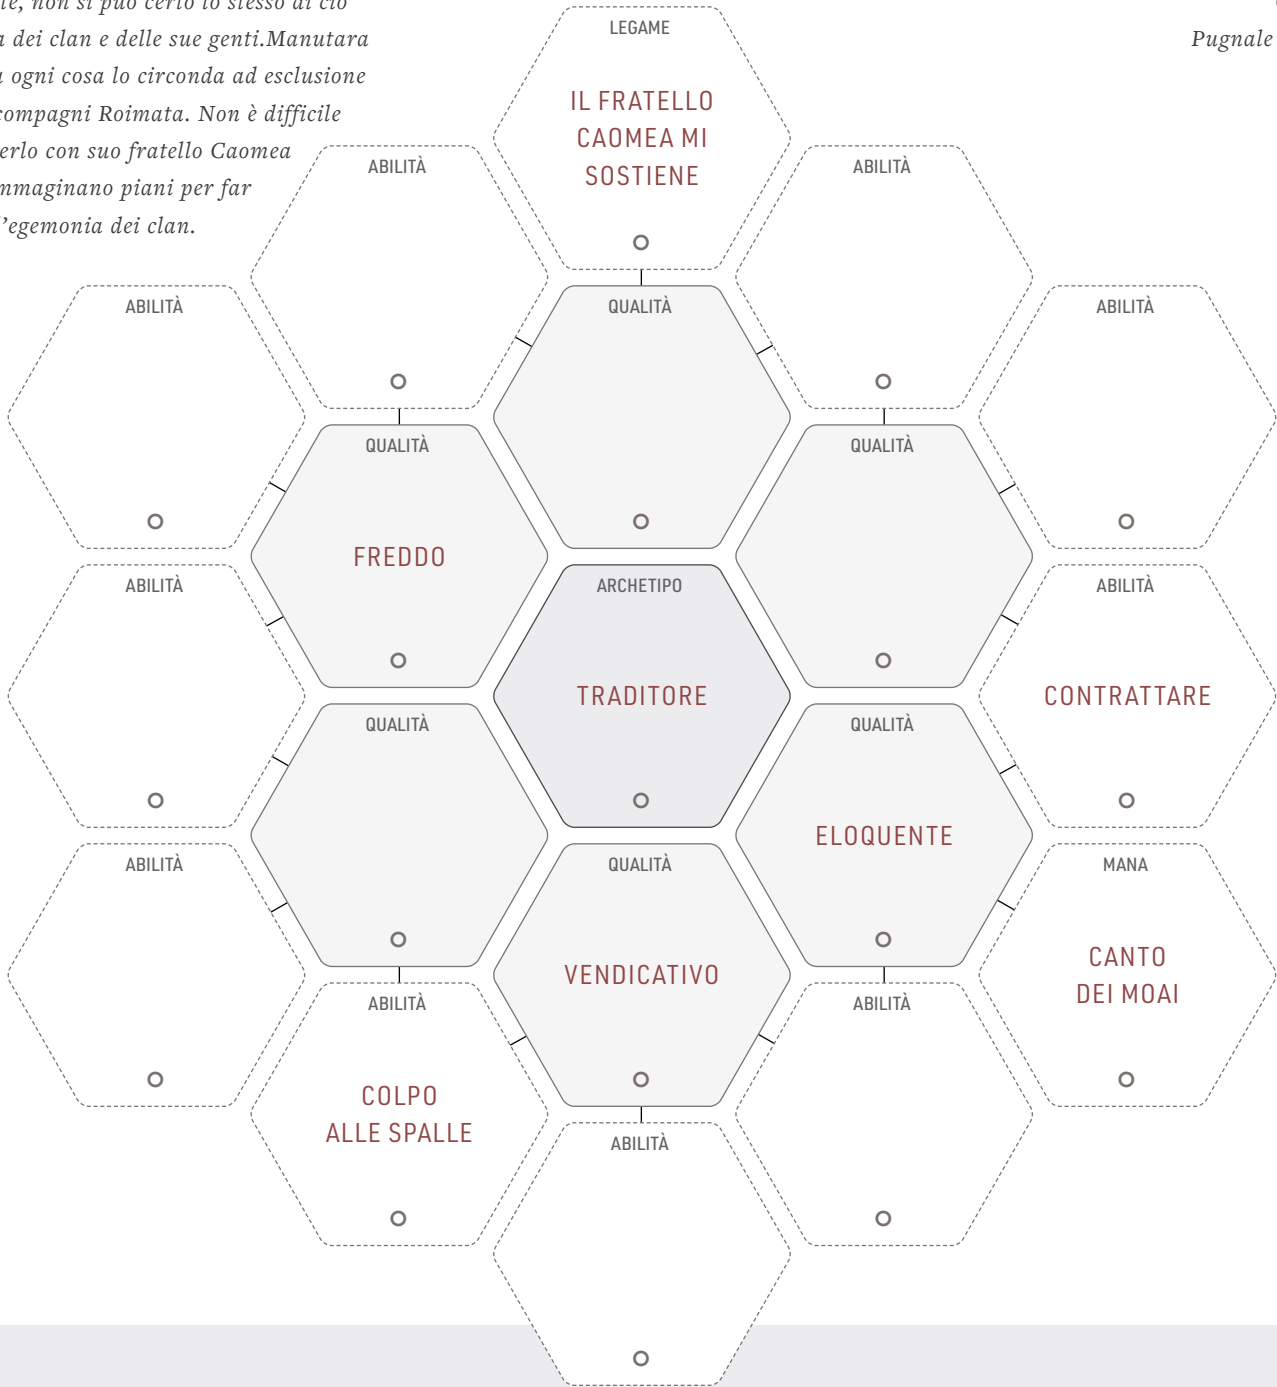 le, non si può certo lo stesso di ciò
a dei clan e delle sue genti.Manutara
ogni cosa lo circonda ad esclusione
compagni Roimata. Non è difficile
erlo con suo fratello Caomea
mmaginano piani per far
l'egemonia dei clan.
Pugnale
LEGAME
IL FRATELLO
CAOMEA MI
SOSTIENE
ABILITÀ
ABILITÀ
ABILITÀ
QUALITÀ
ABILITÀ
QUALITÀ
FREDDO
QUALITÀ
ABILITÀ
ARCHETIPO
TRADITORE
ABILITÀ
CONTRATTARE
QUALITÀ
QUALITÀ
ELOQUENTE
ABILITÀ
QUALITÀ
VENDICATIVO
MANA
CANTO
DEI MOAI
ABILITÀ
COLPO
ALLE SPALLE
ABILITÀ
ABILITÀ